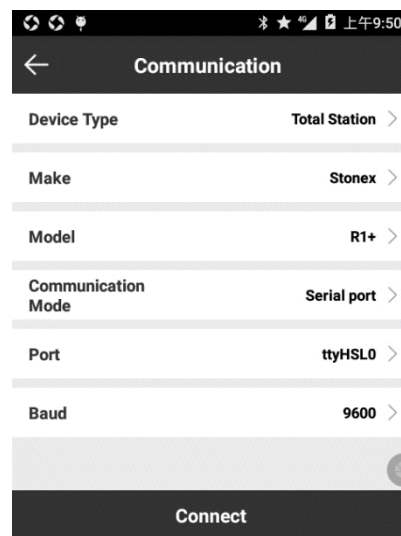 4G 上午9:50
Communication
Device Type Total Station
Make Stonex
Model R1+
Communication
Mode Serial port
Port ttyHSL0
Baud 9600
Connect